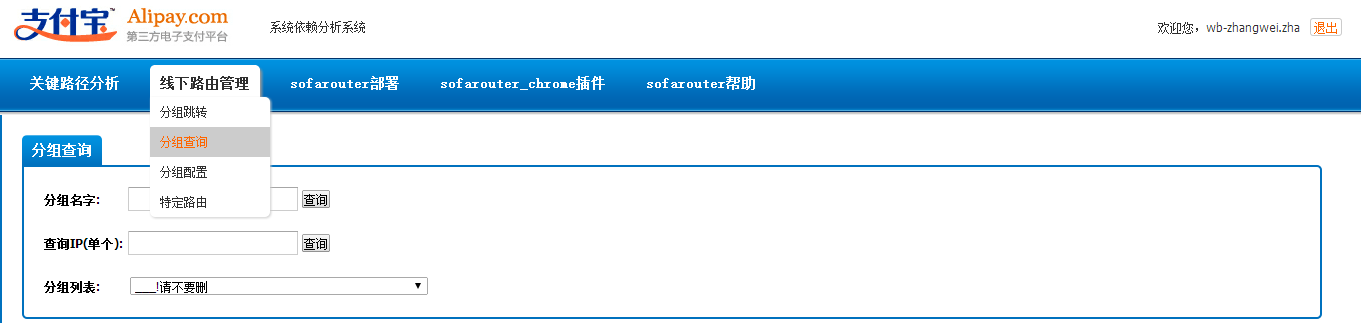 支付宝™ Alipay.com
第三方电子支付平台
系统依赖分析系统
欢迎您，wb-zhangwei.zha 退出
关键路径分析 线下路由管理 sofarouter部署 sofarouter_chrome插件 sofarouter帮助
分组跳转
分组查询
分组配置
特定路由
分组查询
分组名字： 查询
查询IP(单个)： 查询
分组列表： ____!请不要删